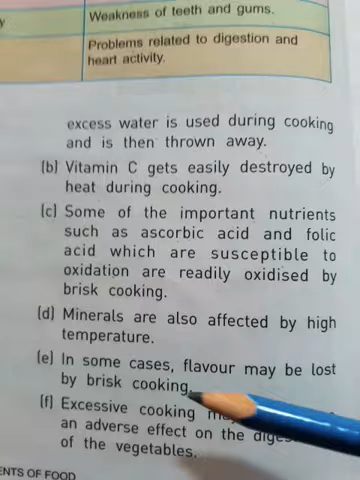 y
Weakness of teeth and gums.
Problems related to digestion and
heart activity.
excess water is used during cooking
and is then thrown away.
(b) Vitamin C gets easily destroyed by
heat during cooking.
(c) Some of the important nutrients
such as ascorbic acid and folic
acid which are susceptible to
oxidation are readily oxidised by
brisk cooking.
(d) Minerals are also affected by high
temperature.
(e) In some cases, flavour may be lost
by brisk cooking.
(f) Excessive cooking
an adverse effect on the
of the vegetables.
ENTS OF FOOD